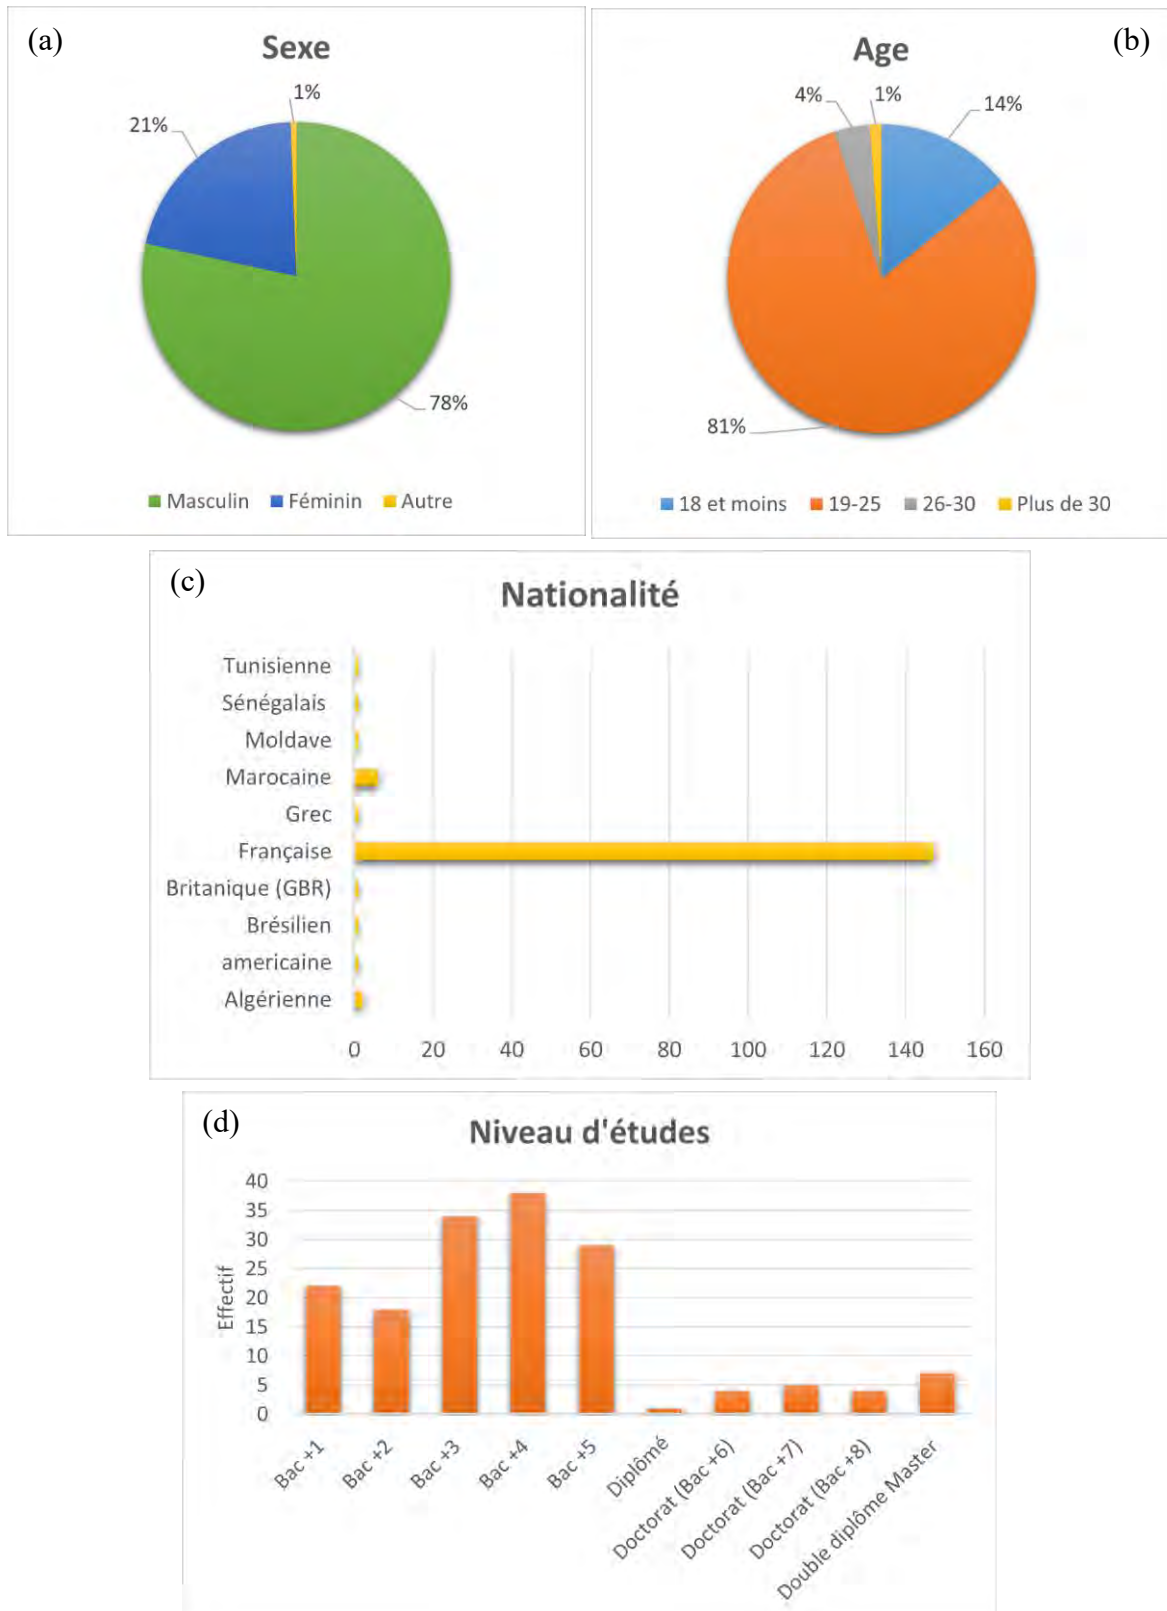 (a)
Sexe
1%
21%
78%
Masculin Féminin Autre
(b)
Age
4% 1% 14%
81%
18 et moins 19-25 26-30 Plus de 30
(c)
Nationalité
Tunisienne
Sénégalais
Moldave
Marocaine
Grec
Française
Britanique (GBR)
Brésilien
americaine
Algérienne
0 20 40 60 80 100 120 140 160
(d)
Niveau d'études
Effectif
40
35
30
25
20
15
10
5
0
Bac +1
Bac +2
Bac +3
Bac +4
Bac +5
Diplômé
Doctorat (Bac +6)
Doctorat (Bac +7)
Doctorat (Bac +8)
Double diplôme Master